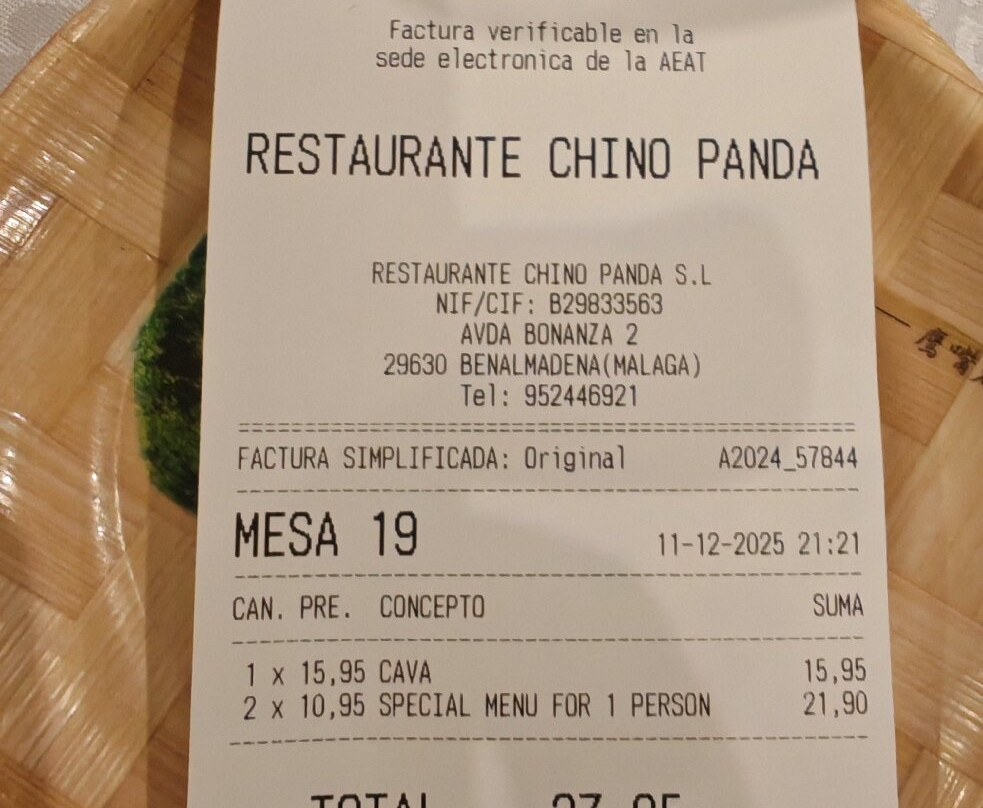 Factura verificable en la
sede electronica de la AEAT
RESTAURANTE CHINO PANDA
RESTAURANTE CHINO PANDA S.L
NIF/CIF: B29833563
AVDA BONANZA 2
29630 BENALMADENA(MALAGA)
Tel: 952446921
================================================
FACTURA SIMPLIFICADA: Original A2024_57844
------------------------------------------------
MESA 19 11-12-2025 21:21
------------------------------------------------
CAN. PRE. CONCEPTO SUMA
------------------------------------------------
1 x 15,95 CAVA 15,95
2 x 10,95 SPECIAL MENU FOR 1 PERSON 21,90
------------------------------------------------
TOTAL